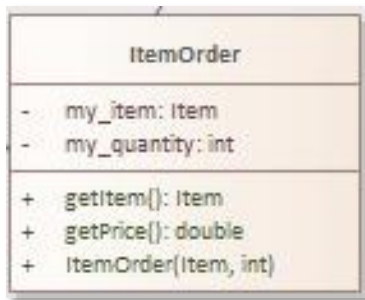 ItemOrder
- my_item: Item
- my_quantity: int
+ getItem(): Item
+ getPrice(): double
+ ItemOrder(Item, int)